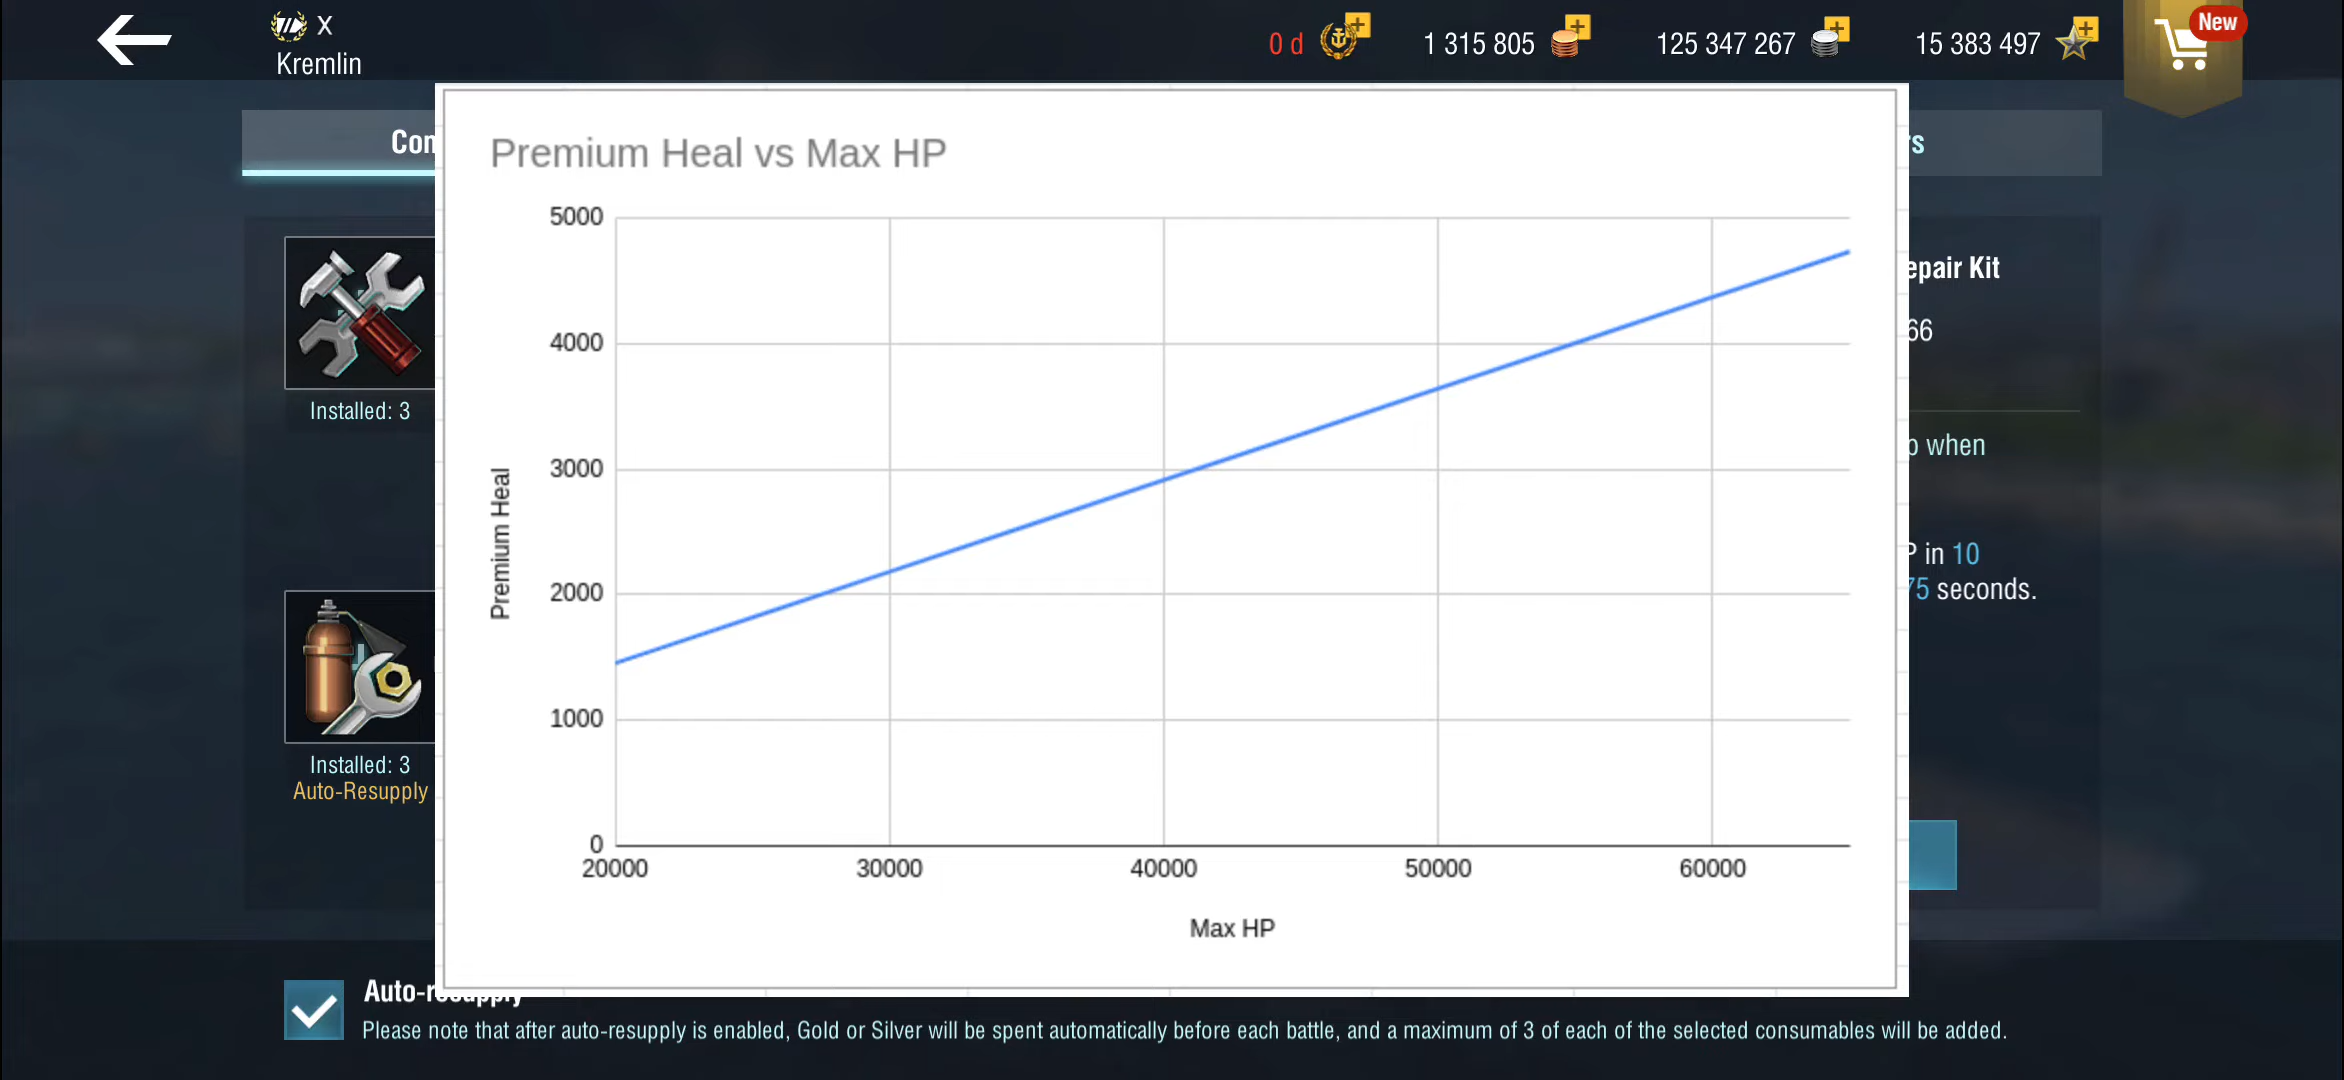 X
Kremlin
0 d
1 315 805
125 347 267
15 383 497
New
Premium Heal vs Max HP
5000
4000
3000
2000
1000
0
Premium Heal
20000
30000
40000
50000
60000
Max HP
Installed: 3
Installed: 3
Auto-Resupply
Kit
66
when
in 10
75 seconds.
Please note that after auto-resupply is enabled, Gold or Silver will be spent automatically before each battle, and a maximum of 3 of each of the selected consumables will be added.